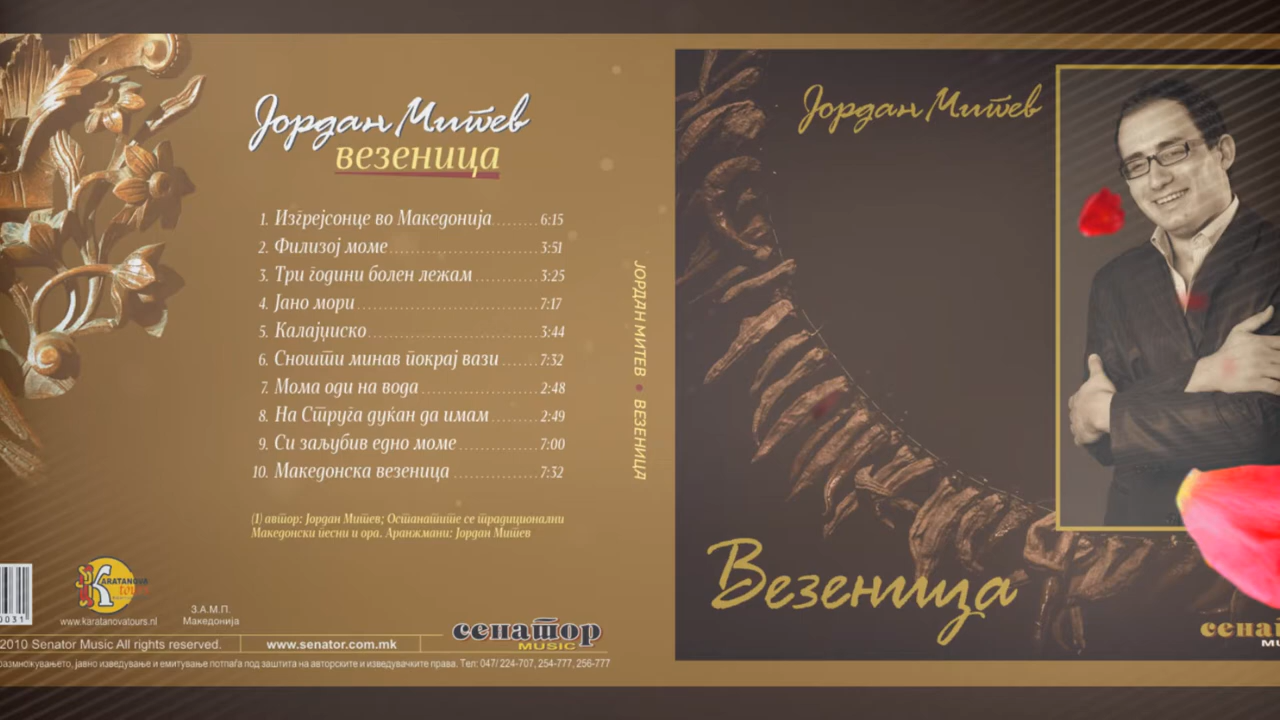 Јордан Митев
везеница
1. Изгрејсонце во Македонија ........ 6:15
2. Филизој моме ........ 3:51
3. Три години болен лежам ........ 3:25
4. Јано мори ........ 7:17
5. Калајџиско ........ 3:44
6. Сношти минав покрај вази ........ 7:32
7. Мома оди на вода ........ 2:48
8. На Струга дуќан да имам ........ 2:49
9. Си заљубив едно моме ........ 7:00
10. Македонска везеница ........ 7:32
(1) автор: Јордан Митев; Останатите се традиционални
Македонски песни и ора. Аранжмани: Јордан Митев
0031
KARATANOVA
tours
www.karatanovatours.nl
З.А.М.П.
Македонија
2010 Senator Music All rights reserved.
www.senator.com.mk
сенатор
MUSIC
размножувањето, јавно изведување и емитување потпаѓа под заштита на авторските и изведувачките права. Тел: 047/ 224-707, 254-777, 256-777
ЈОРДАН МИТЕВ • ВЕЗЕНИЦА
Јордан Митев
Везеница